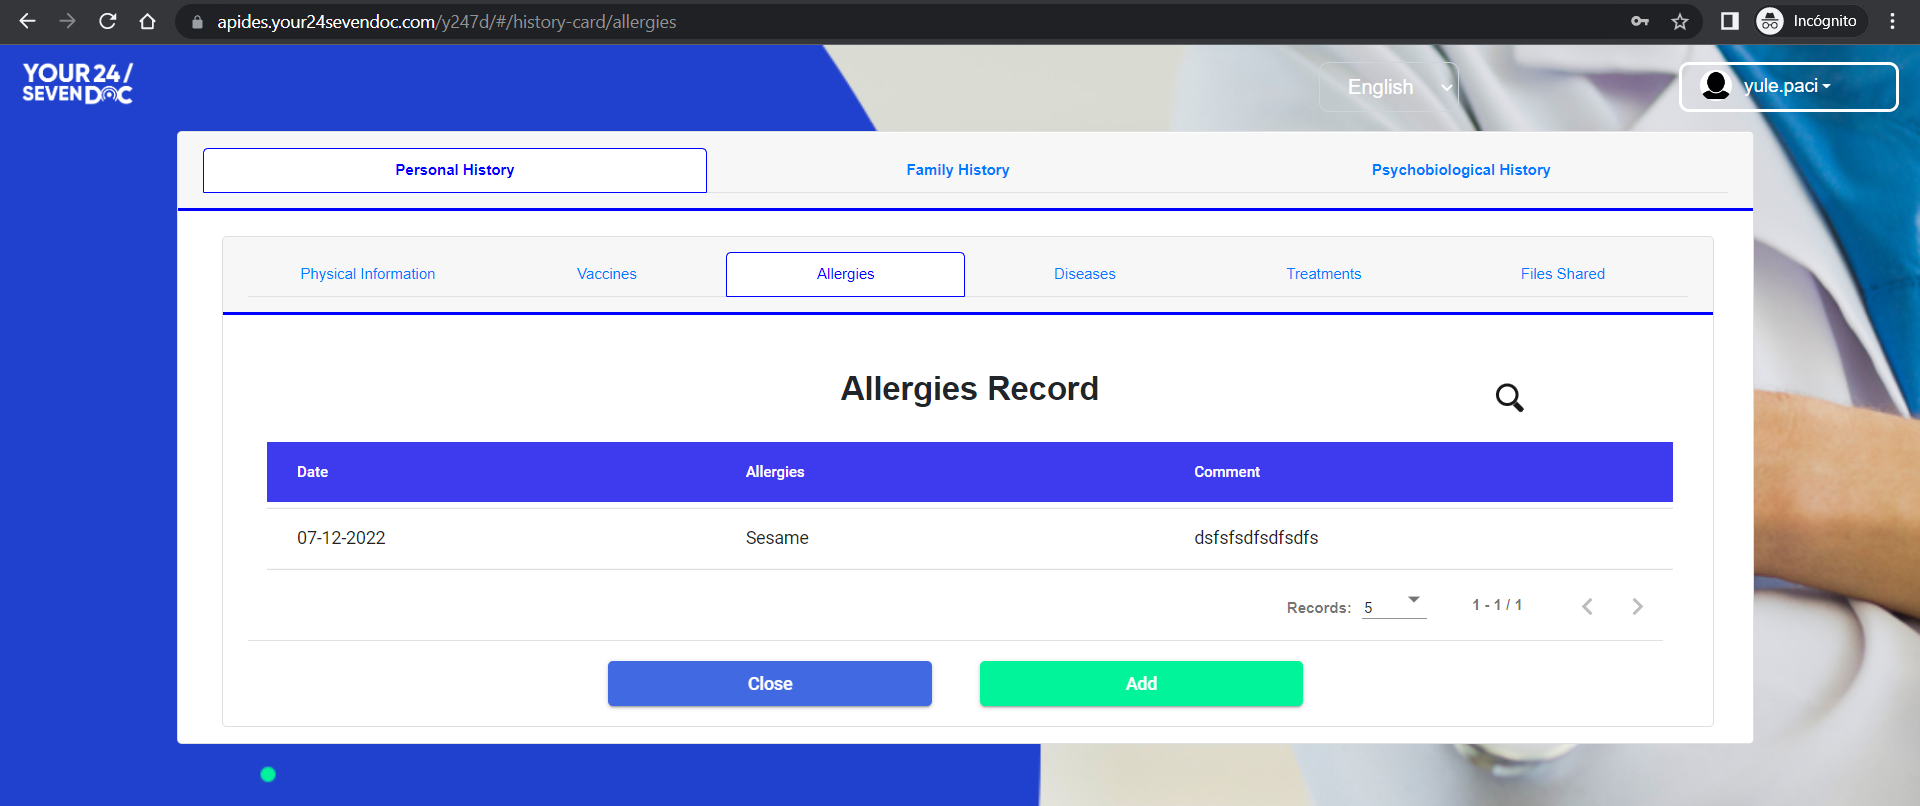 apides.your24sevendoc.com/y247d/#/history-card/allergies
Incógnito
YOUR 24/
SEVEN DOC
English
yule.paci
Personal History
Family History
Psychobiological History
Physical Information
Vaccines
Allergies
Diseases
Treatments
Files Shared
Allergies Record
Date
Allergies
Comment
07-12-2022
Sesame
dsfsfsdfsdfsdfs
Records: 5
1 - 1 / 1
Close
Add